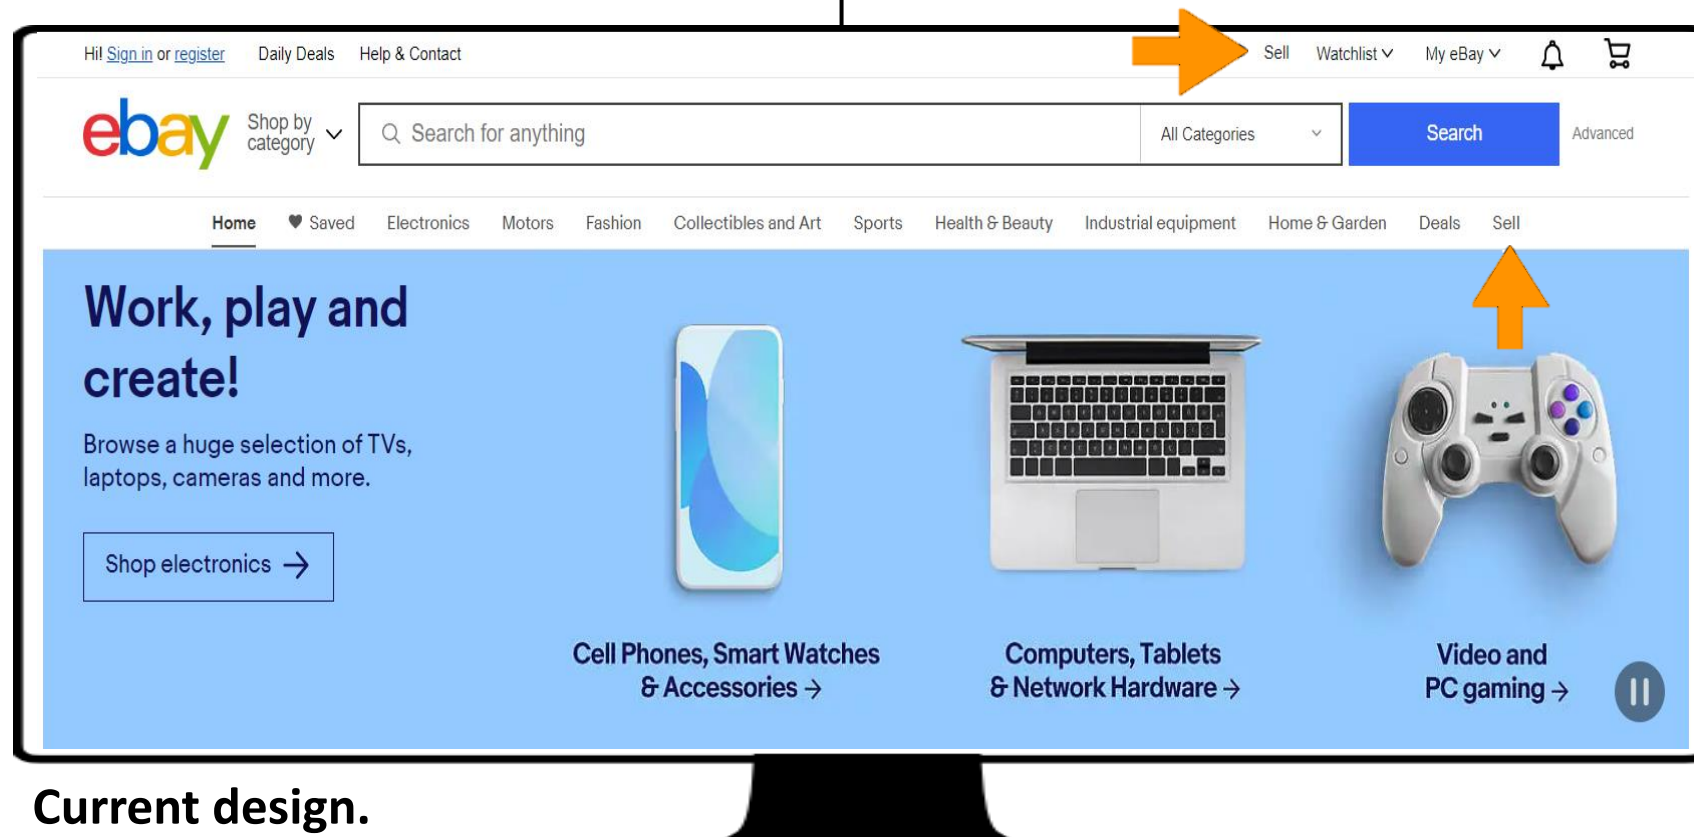 Hi! Sign in or register Daily Deals Help & Contact Sell Watchlist My eBay
ebay Shop by category Search for anything All Categories Search Advanced
Home Saved Electronics Motors Fashion Collectibles and Art Sports Health & Beauty Industrial equipment Home & Garden Deals Sell
Work, play and
create!
Browse a huge selection of TVs,
laptops, cameras and more.
Shop electronics →
Cell Phones, Smart Watches
& Accessories →
Computers, Tablets
& Network Hardware →
Video and
PC gaming →
Current design.